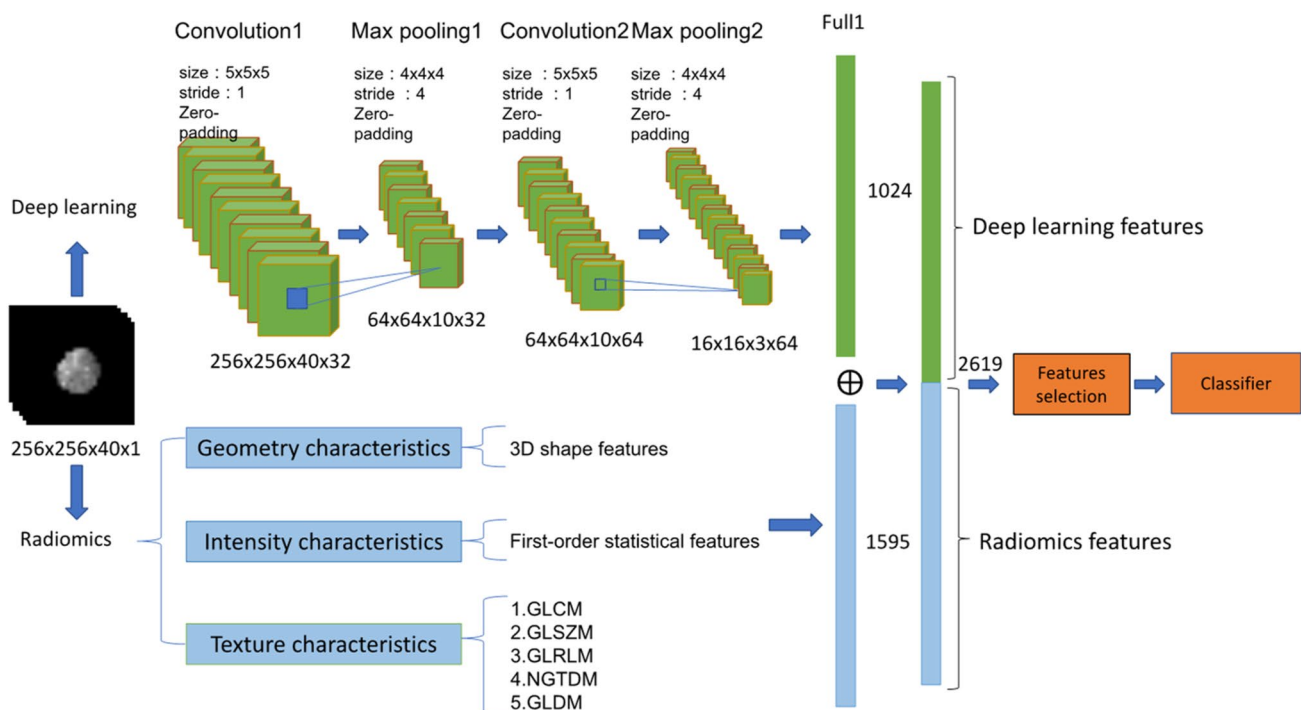 Full1
Convolution1
size：5x5x5
stride：1
Zero-
padding
Max pooling1
size：4x4x4
stride ：4
Zero-
padding
Convolution2
size：5x5x5
stride：1
Zero-
padding
Max pooling2
size：4x4x4
stride ：4
Zero-
padding
Deep learning
256x256x40x32
64x64x10x32
64x64x10x64
16x16x3x64
1024
Deep learning features
256x256x40x1
2619
Features
selection
Classifier
Radiomics
Geometry characteristics
3D shape features
Intensity characteristics
First-order statistical features
Texture characteristics
1.GLCM
2.GLSZM
3.GLRLM
4.NGTDM
5.GLDM
1595
Radiomics features